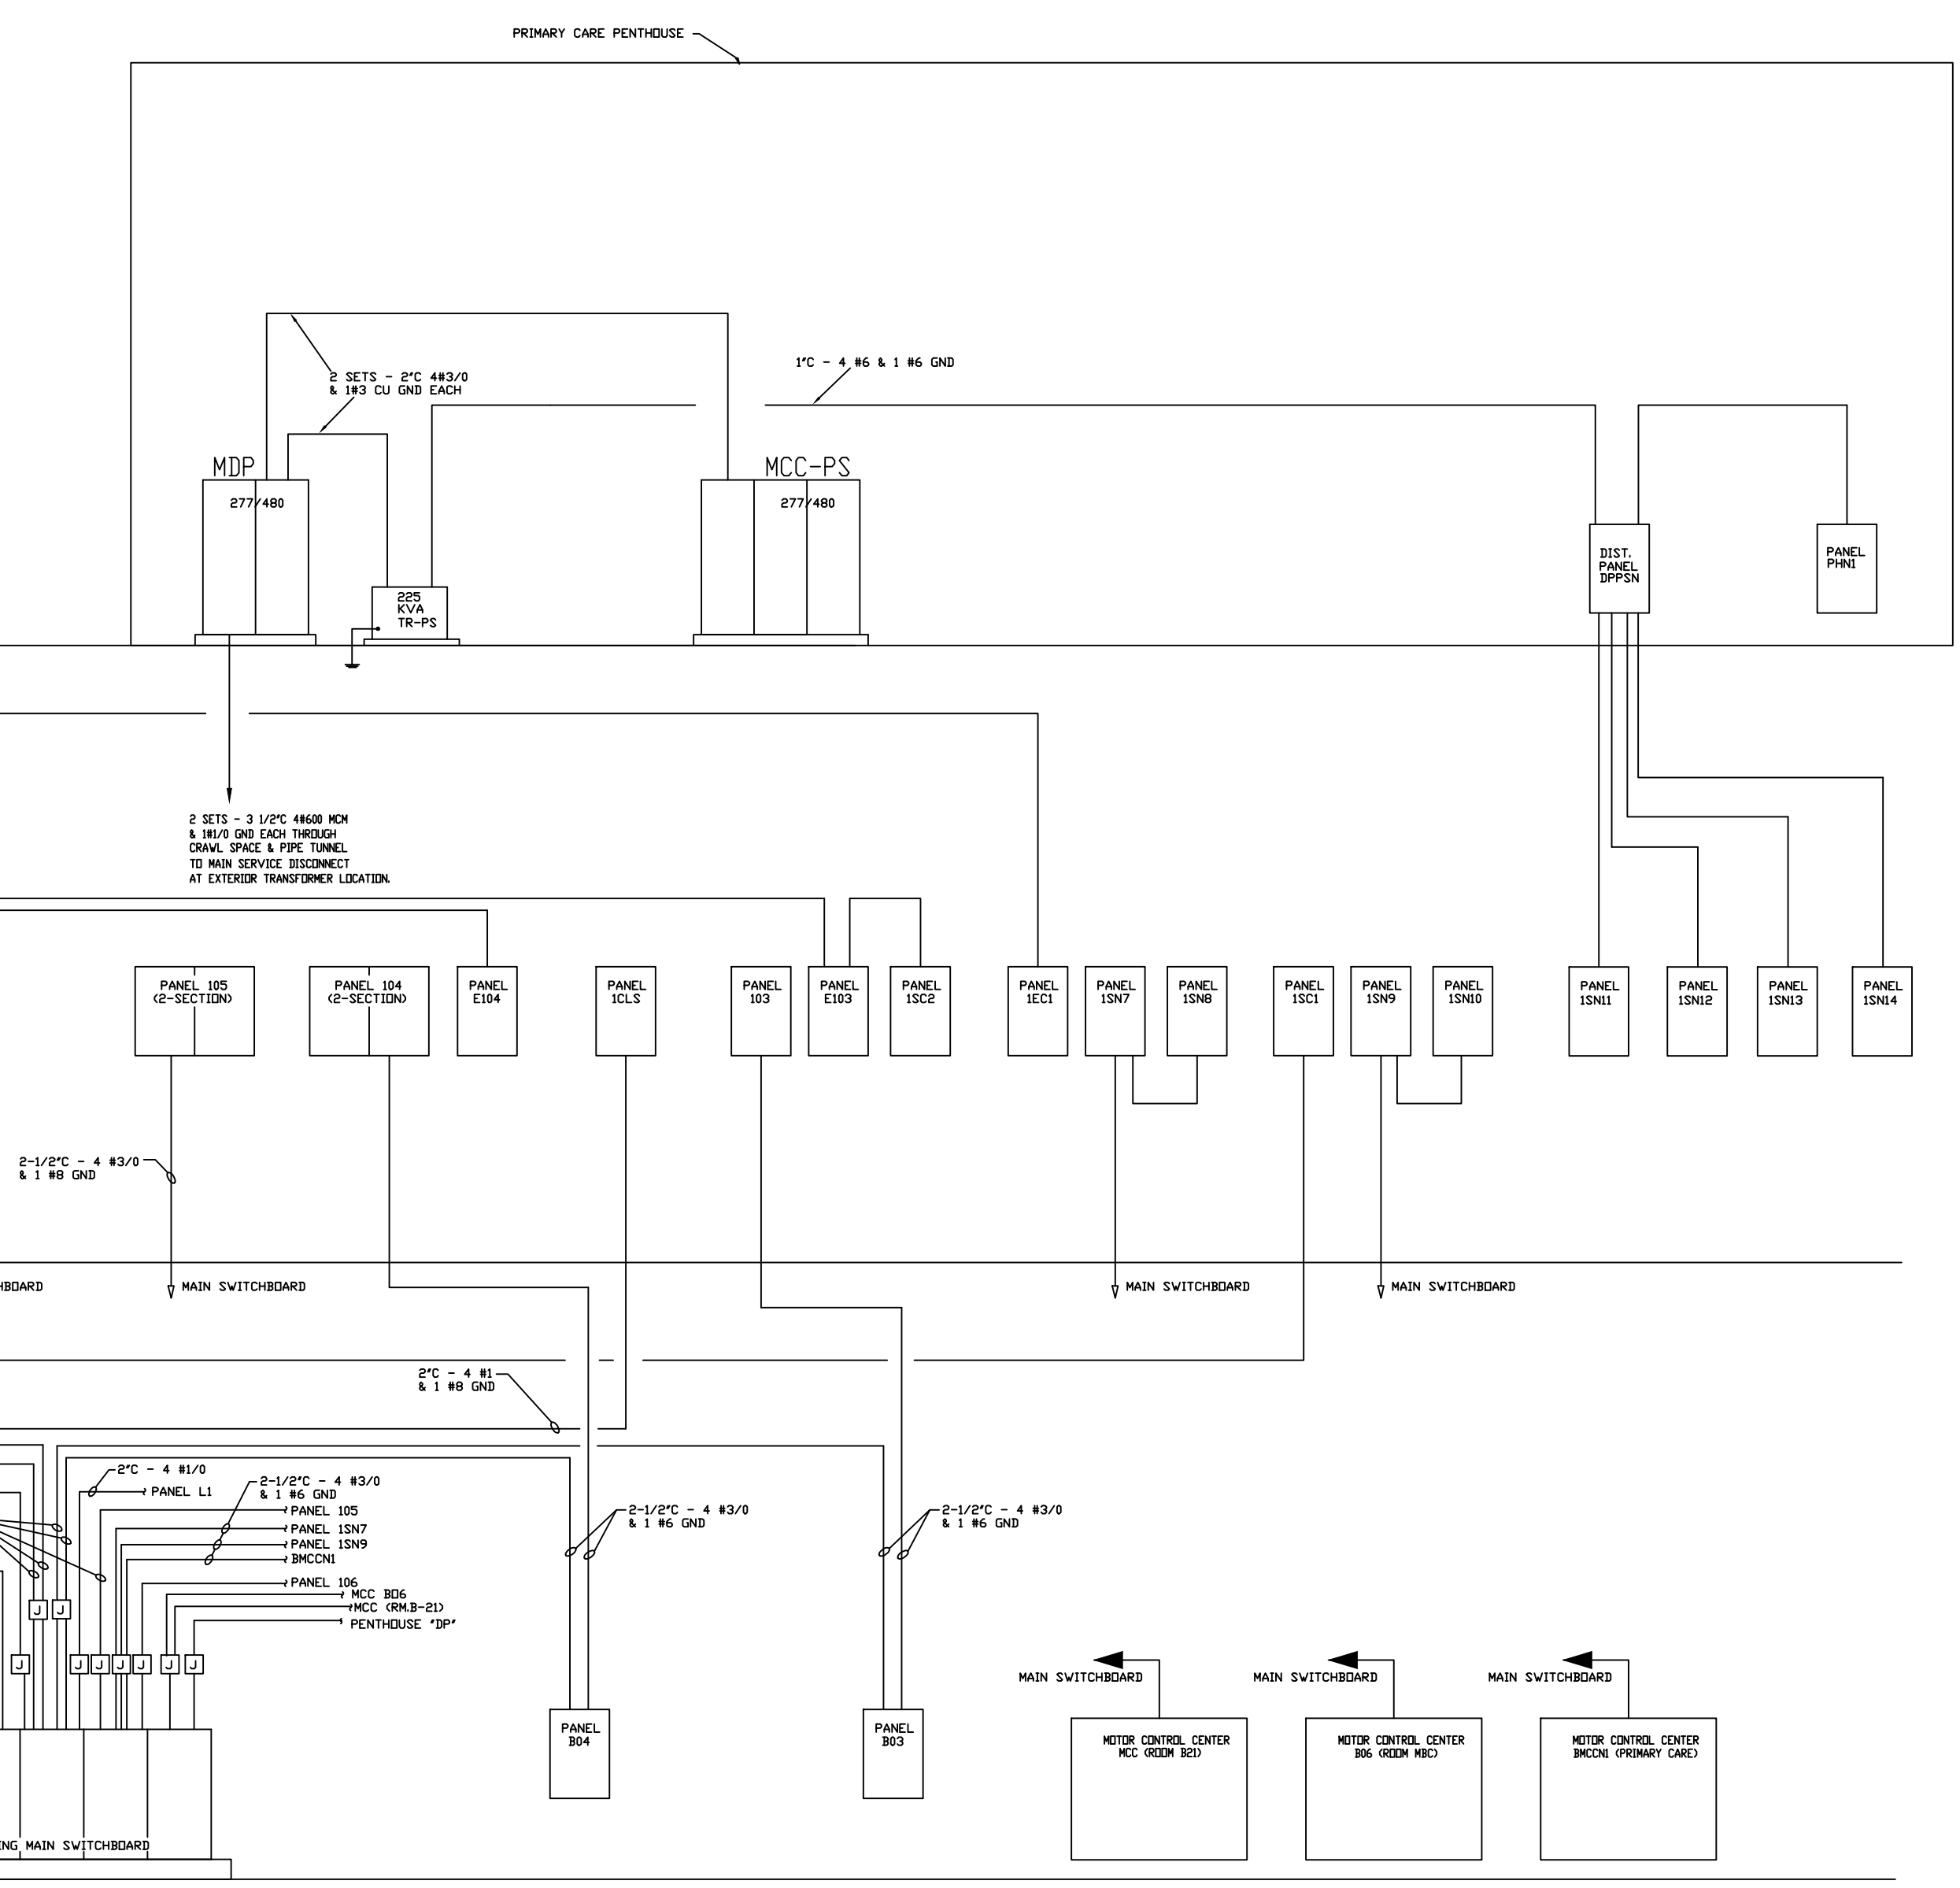 PRIMARY CARE PENTHOUSE
2 SETS - 2"C 4#3/0
& 1#3 CU GND EACH
1"C - 4 #6 & 1 #6 GND
MDP
277/480
MCC-PS
277/480
225
KVA
TR-PS
DIST.
PANEL
DPPSN
PANEL
PHN1
2 SETS - 3 1/2"C 4#600 MCM
& 1#1/0 GND EACH THROUGH
CRAWL SPACE & PIPE TUNNEL
TO MAIN SERVICE DISCONNECT
AT EXTERIOR TRANSFORMER LOCATION.
PANEL 105
(2-SECTION)
PANEL 104
(2-SECTION)
PANEL
E104
PANEL
1CLS
PANEL
103
PANEL
E103
PANEL
1SC2
PANEL
1EC1
PANEL
1SN7
PANEL
1SN8
PANEL
1SC1
PANEL
1SN9
PANEL
1SN10
PANEL
1SN11
PANEL
1SN12
PANEL
1SN13
PANEL
1SN14
2-1/2"C - 4 #3/0
& 1 #8 GND
HBOARD
MAIN SWITCHBOARD
MAIN SWITCHBOARD
MAIN SWITCHBOARD
2"C - 4 #1
& 1 #8 GND
2"C - 4 #1/0
PANEL L1
2-1/2"C - 4 #3/0
& 1 #6 GND
PANEL 105
PANEL 1SN7
PANEL 1SN9
BMCCN1
PANEL 106
MCC B06
MCC (RM.B-21)
PENTHOUSE "DP"
2-1/2"C - 4 #3/0
& 1 #6 GND
2-1/2"C - 4 #3/0
& 1 #6 GND
J
J
J
J
J
J
J
J
J
PANEL
B04
PANEL
B03
MAIN SWITCHBOARD
MAIN SWITCHBOARD
MAIN SWITCHBOARD
MOTOR CONTROL CENTER
MCC (ROOM B21)
MOTOR CONTROL CENTER
B06 (ROOM MBC)
MOTOR CONTROL CENTER
BMCCN1 (PRIMARY CARE)
ING MAIN SWITCHBOARD